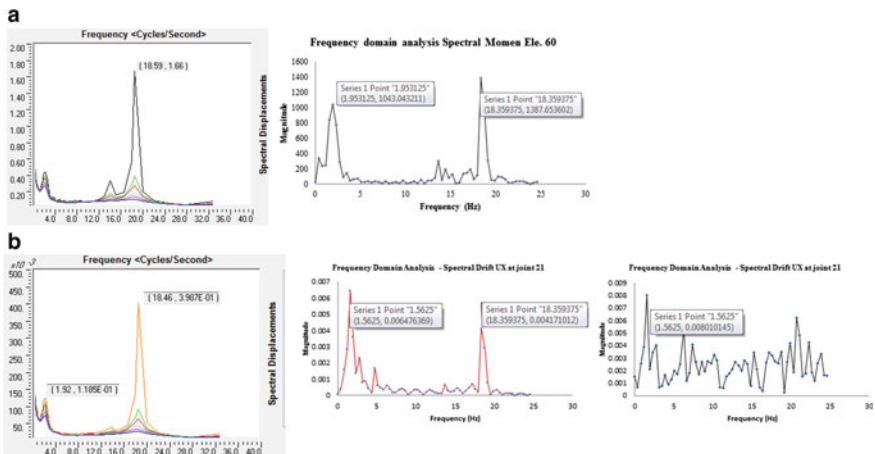 a
Frequency <Cycles/Second>
2.00
1.80
1.60
1.40
1.20
1.00
0.80
0.60
0.40
0.20
( 18.59 , 1.66 )
4.0 8.0 12.0 16.0 20.0 24.0 28.0 32.0 36.0 40.0
Spectral Displacements
Frequency domain analysis Spectral Momen Ele. 60
Magnitude
1600
1400
1200
1000
800
600
400
200
0
Series 1 Point "1.953125"
(1.953125, 1043.043211)
Series 1 Point "18.359375"
(18.359375, 1387.653602)
0 5 10 15 20 25 30
Frequency (Hz)
b
x10 -3
Frequency <Cycles/Second>
500.
450.
400.
350.
300.
250.
200.
150.
100.
50.
( 18.46 , 3.987E-01 )
( 1.92 , 1.185E-01 )
4.0 8.0 12.0 16.0 20.0 24.0 28.0 32.0 36.0 40.0
Spectral Displacements
Frequency Domain Analysis - Spectral Drift UX at joint 21
Magnitude
0.007
0.006
0.005
0.004
0.003
0.002
0.001
0
Series 1 Point "1.5625"
(1.5625, 0.006476369)
Series 1 Point "18.359375"
(18.359375, 0.004171012)
0 5 10 15 20 25
Frequency (Hz)
Frequency Domain Analysis - Spectral Drift UX at joint 21
Magnitude
0.009
0.008
0.007
0.006
0.005
0.004
0.003
0.002
0.001
0
Series 1 Point "1.5625"
(1.5625, 0.008010145)
0 5 10 15 20 25 30
Frequency (Hz)